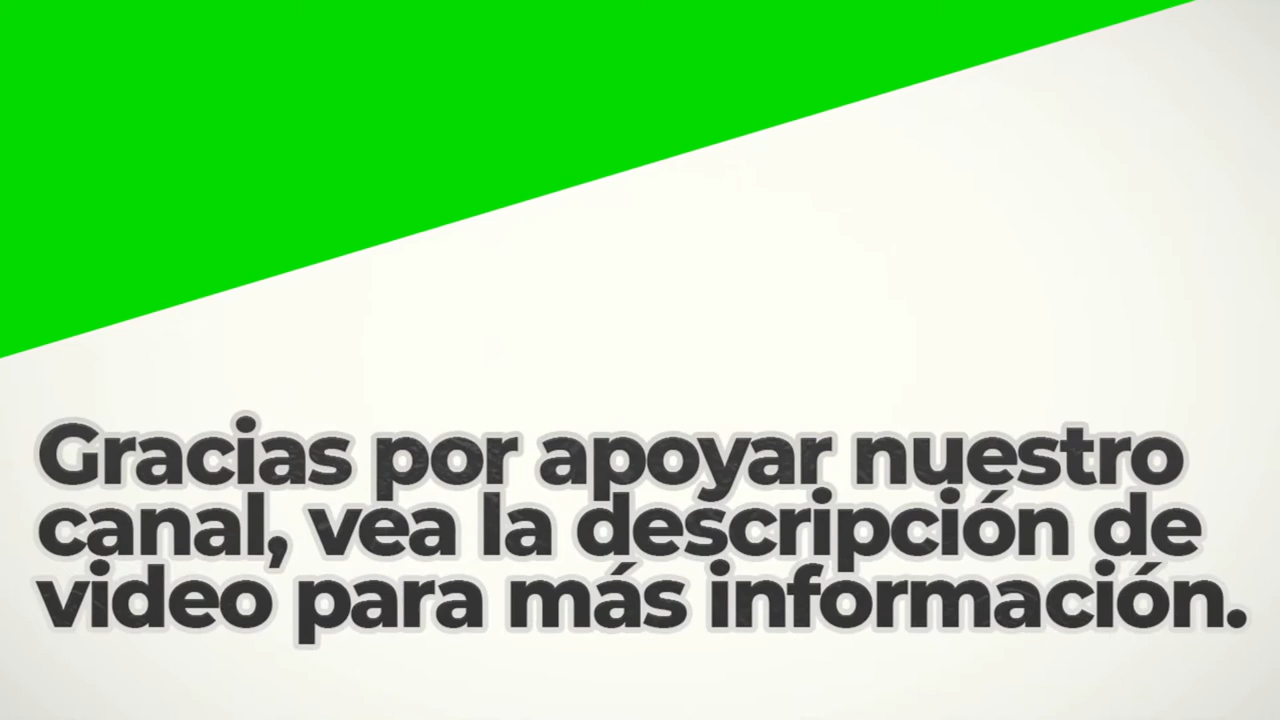 Gracias por apoyar nuestro
canal, vea la descripción de
video para más información.